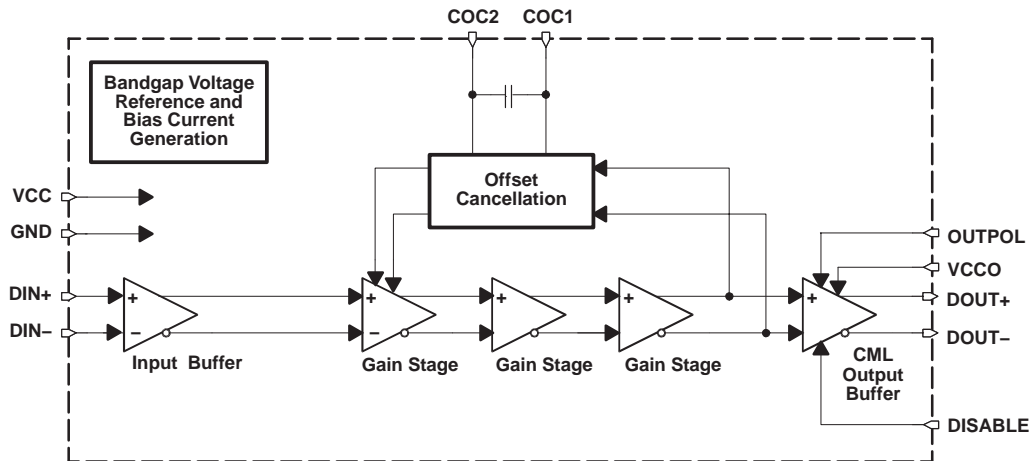 COC2 COC1
Bandgap Voltage
Reference and
Bias Current
Generation
Offset
Cancellation
VCC
GND
OUTPOL
VCCO
DIN+
DIN−
+
−
+
−
+
+
+
DOUT+
DOUT−
Input Buffer
Gain Stage
Gain Stage
Gain Stage
CML
Output
Buffer
DISABLE